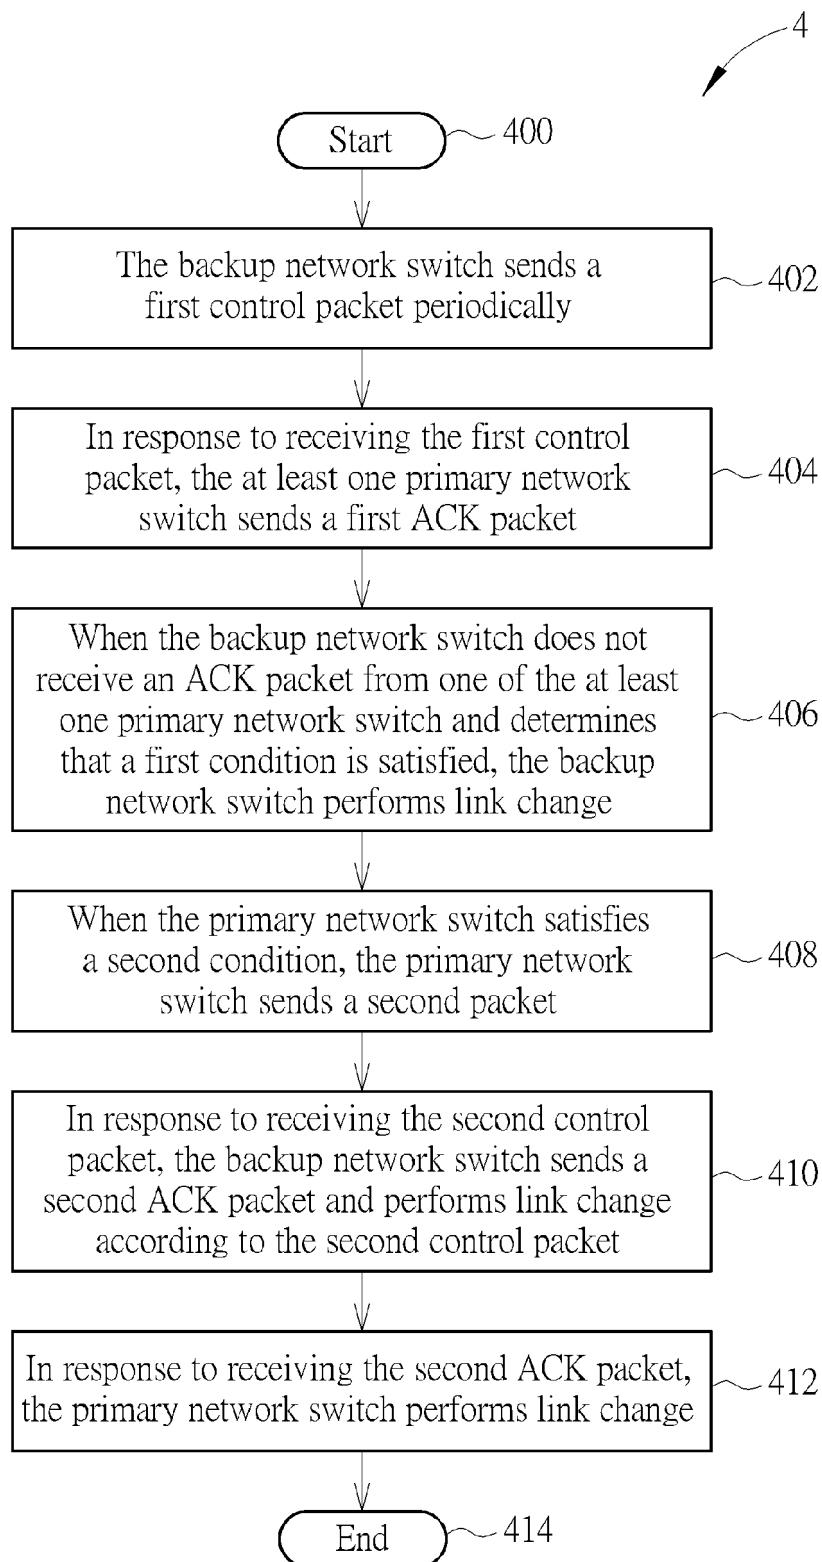 4
Start
400
The backup network switch sends a
first control packet periodically
402
In response to receiving the first control
packet, the at least one primary network
switch sends a first ACK packet
404
When the backup network switch does not
receive an ACK packet from one of the at least
one primary network switch and determines
that a first condition is satisfied, the backup
network switch performs link change
406
When the primary network switch satisfies
a second condition, the primary network
switch sends a second packet
408
In response to receiving the second control
packet, the backup network switch sends a
second ACK packet and performs link change
according to the second control packet
410
In response to receiving the second ACK packet,
the primary network switch performs link change
412
End
414